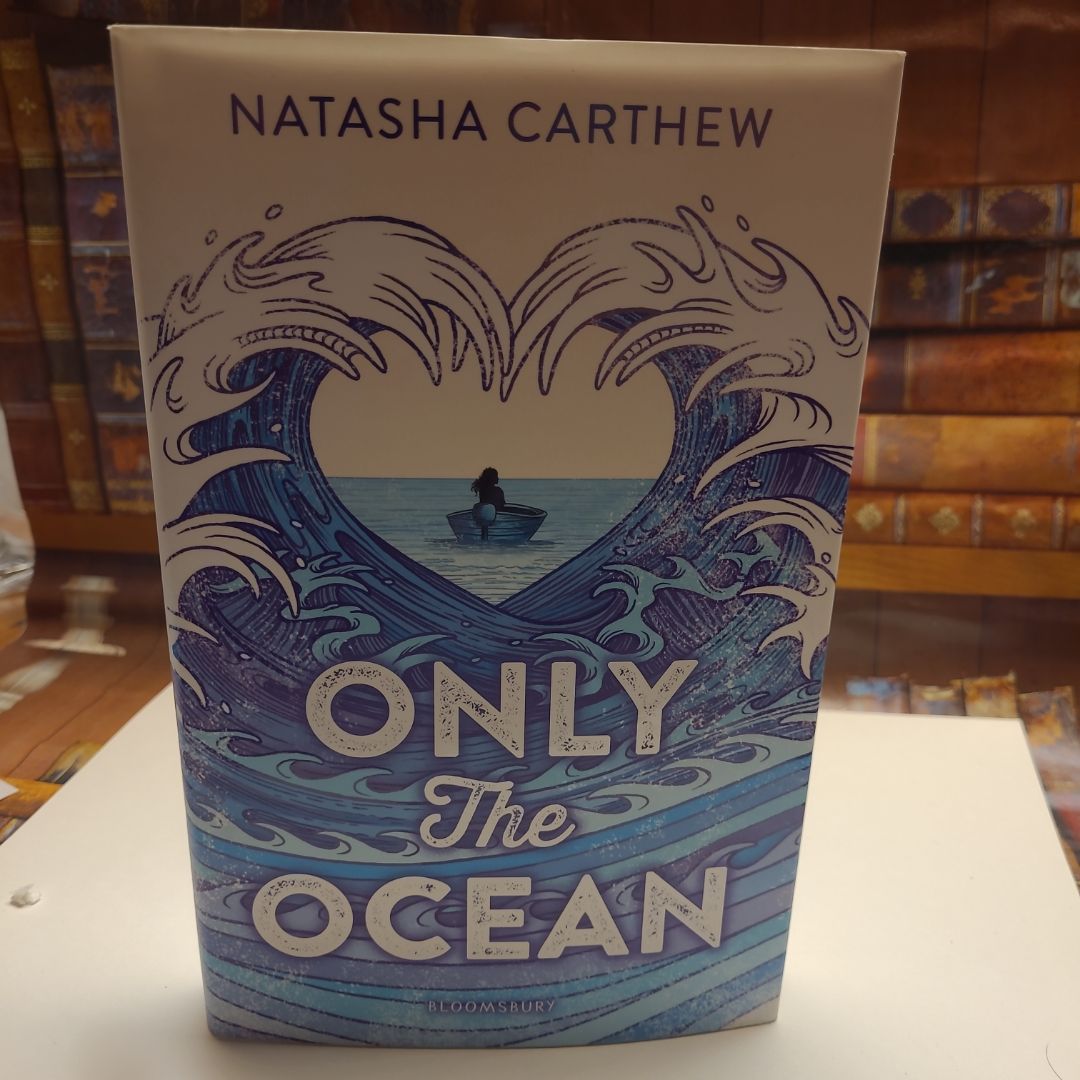 NATASHA CARTHEW
ONLY
The
OCEAN
BLOOMSBURY